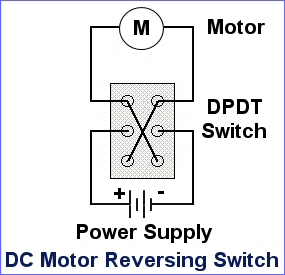 M
Motor
DPDT
Switch
+ -
Power Supply
DC Motor Reversing Switch